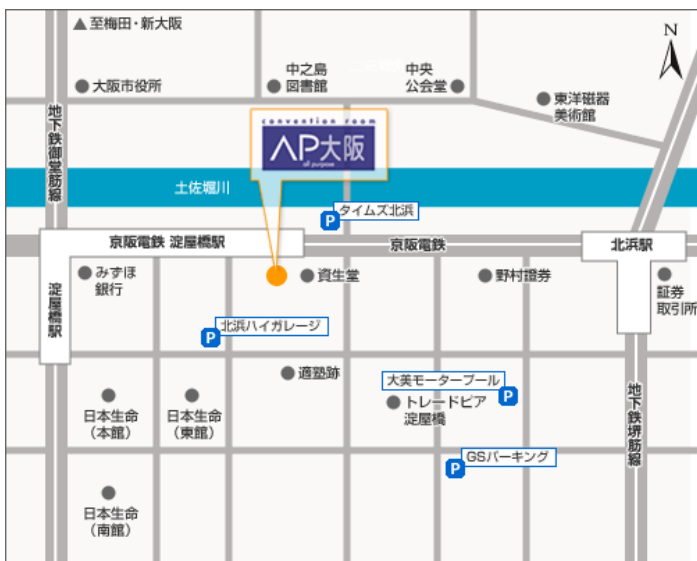 ▲至梅田・新大阪
N
大阪市役所
中之島
図書館
中央
公会堂
東洋磁器
美術館
地下鉄御堂筋線
convention room
AP大阪
all purpose
土佐堀川
P
タイムズ北浜
京阪電鉄 淀屋橋駅
京阪電鉄
北浜駅
みずほ
銀行
資生堂
野村證券
証券
取引所
淀屋橋駅
北浜ハイガレージ
P
適塾跡
大美モータープール
P
トレードピア
淀屋橋
日本生命
(本館)
日本生命
(東館)
地下鉄堺筋線
GSパーキング
P
日本生命
(南館)